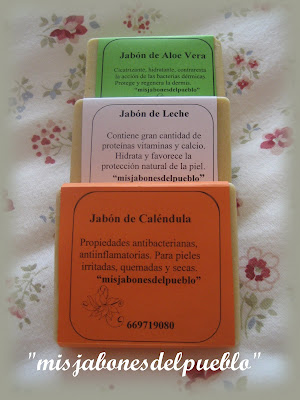 Jabón de Aloe Vera
Cicatrizante, hidratante, contrarresta
la acción de las bacterias dérmicas.
Protege y regenera la dermis.
"misjabonesdelpueblo"
Jabón de Leche
Contiene gran cantidad de
proteinas vitaminas y calcio.
Hidrata y favorece la
protección natural de la piel.
"misjabonesdelpueblo"
Jabón de Caléndula
Propiedades antibacterianas,
antiinflamatorias. Para pieles
irritadas, quemadas y secas.
"misjabonesdelpueblo"
669719080
"misjabonesdelpueblo"